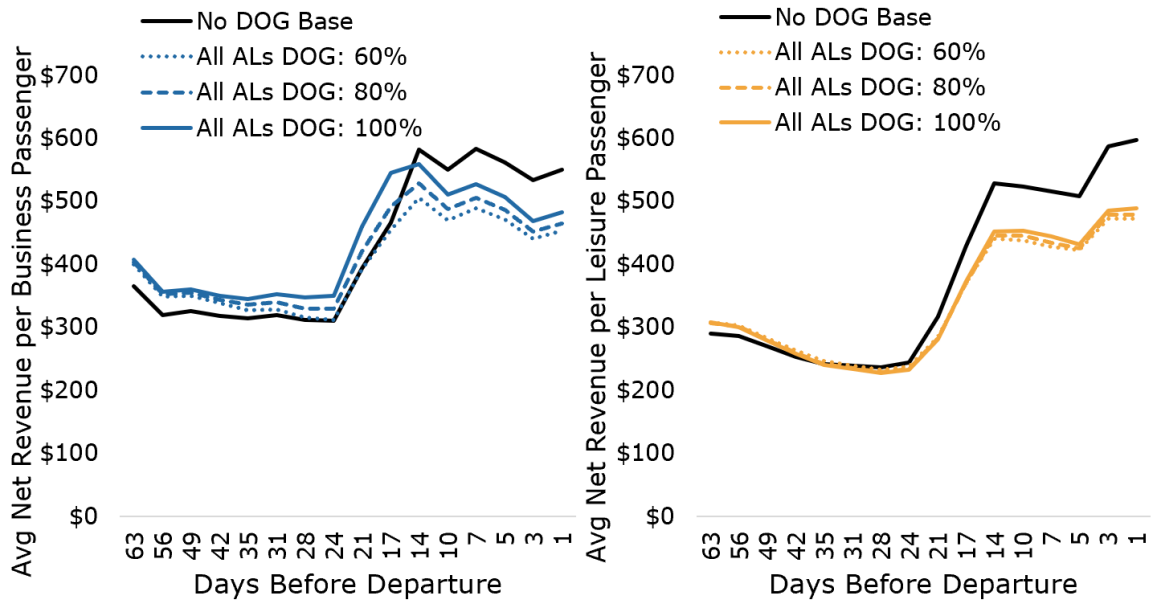 Avg Net Revenue per Business Passenger
No DOG Base
All ALs DOG: 60%
All ALs DOG: 80%
All ALs DOG: 100%
$700
$600
$500
$400
$300
$200
$100
$0
63 56 49 42 35 31 28 24 21 17 14 10 7 5 3 1
Days Before Departure
Avg Net Revenue per Leisure Passenger
No DOG Base
All ALs DOG: 60%
All ALs DOG: 80%
All ALs DOG: 100%
$700
$600
$500
$400
$300
$200
$100
$0
63 56 49 42 35 31 28 24 21 17 14 10 7 5 3 1
Days Before Departure